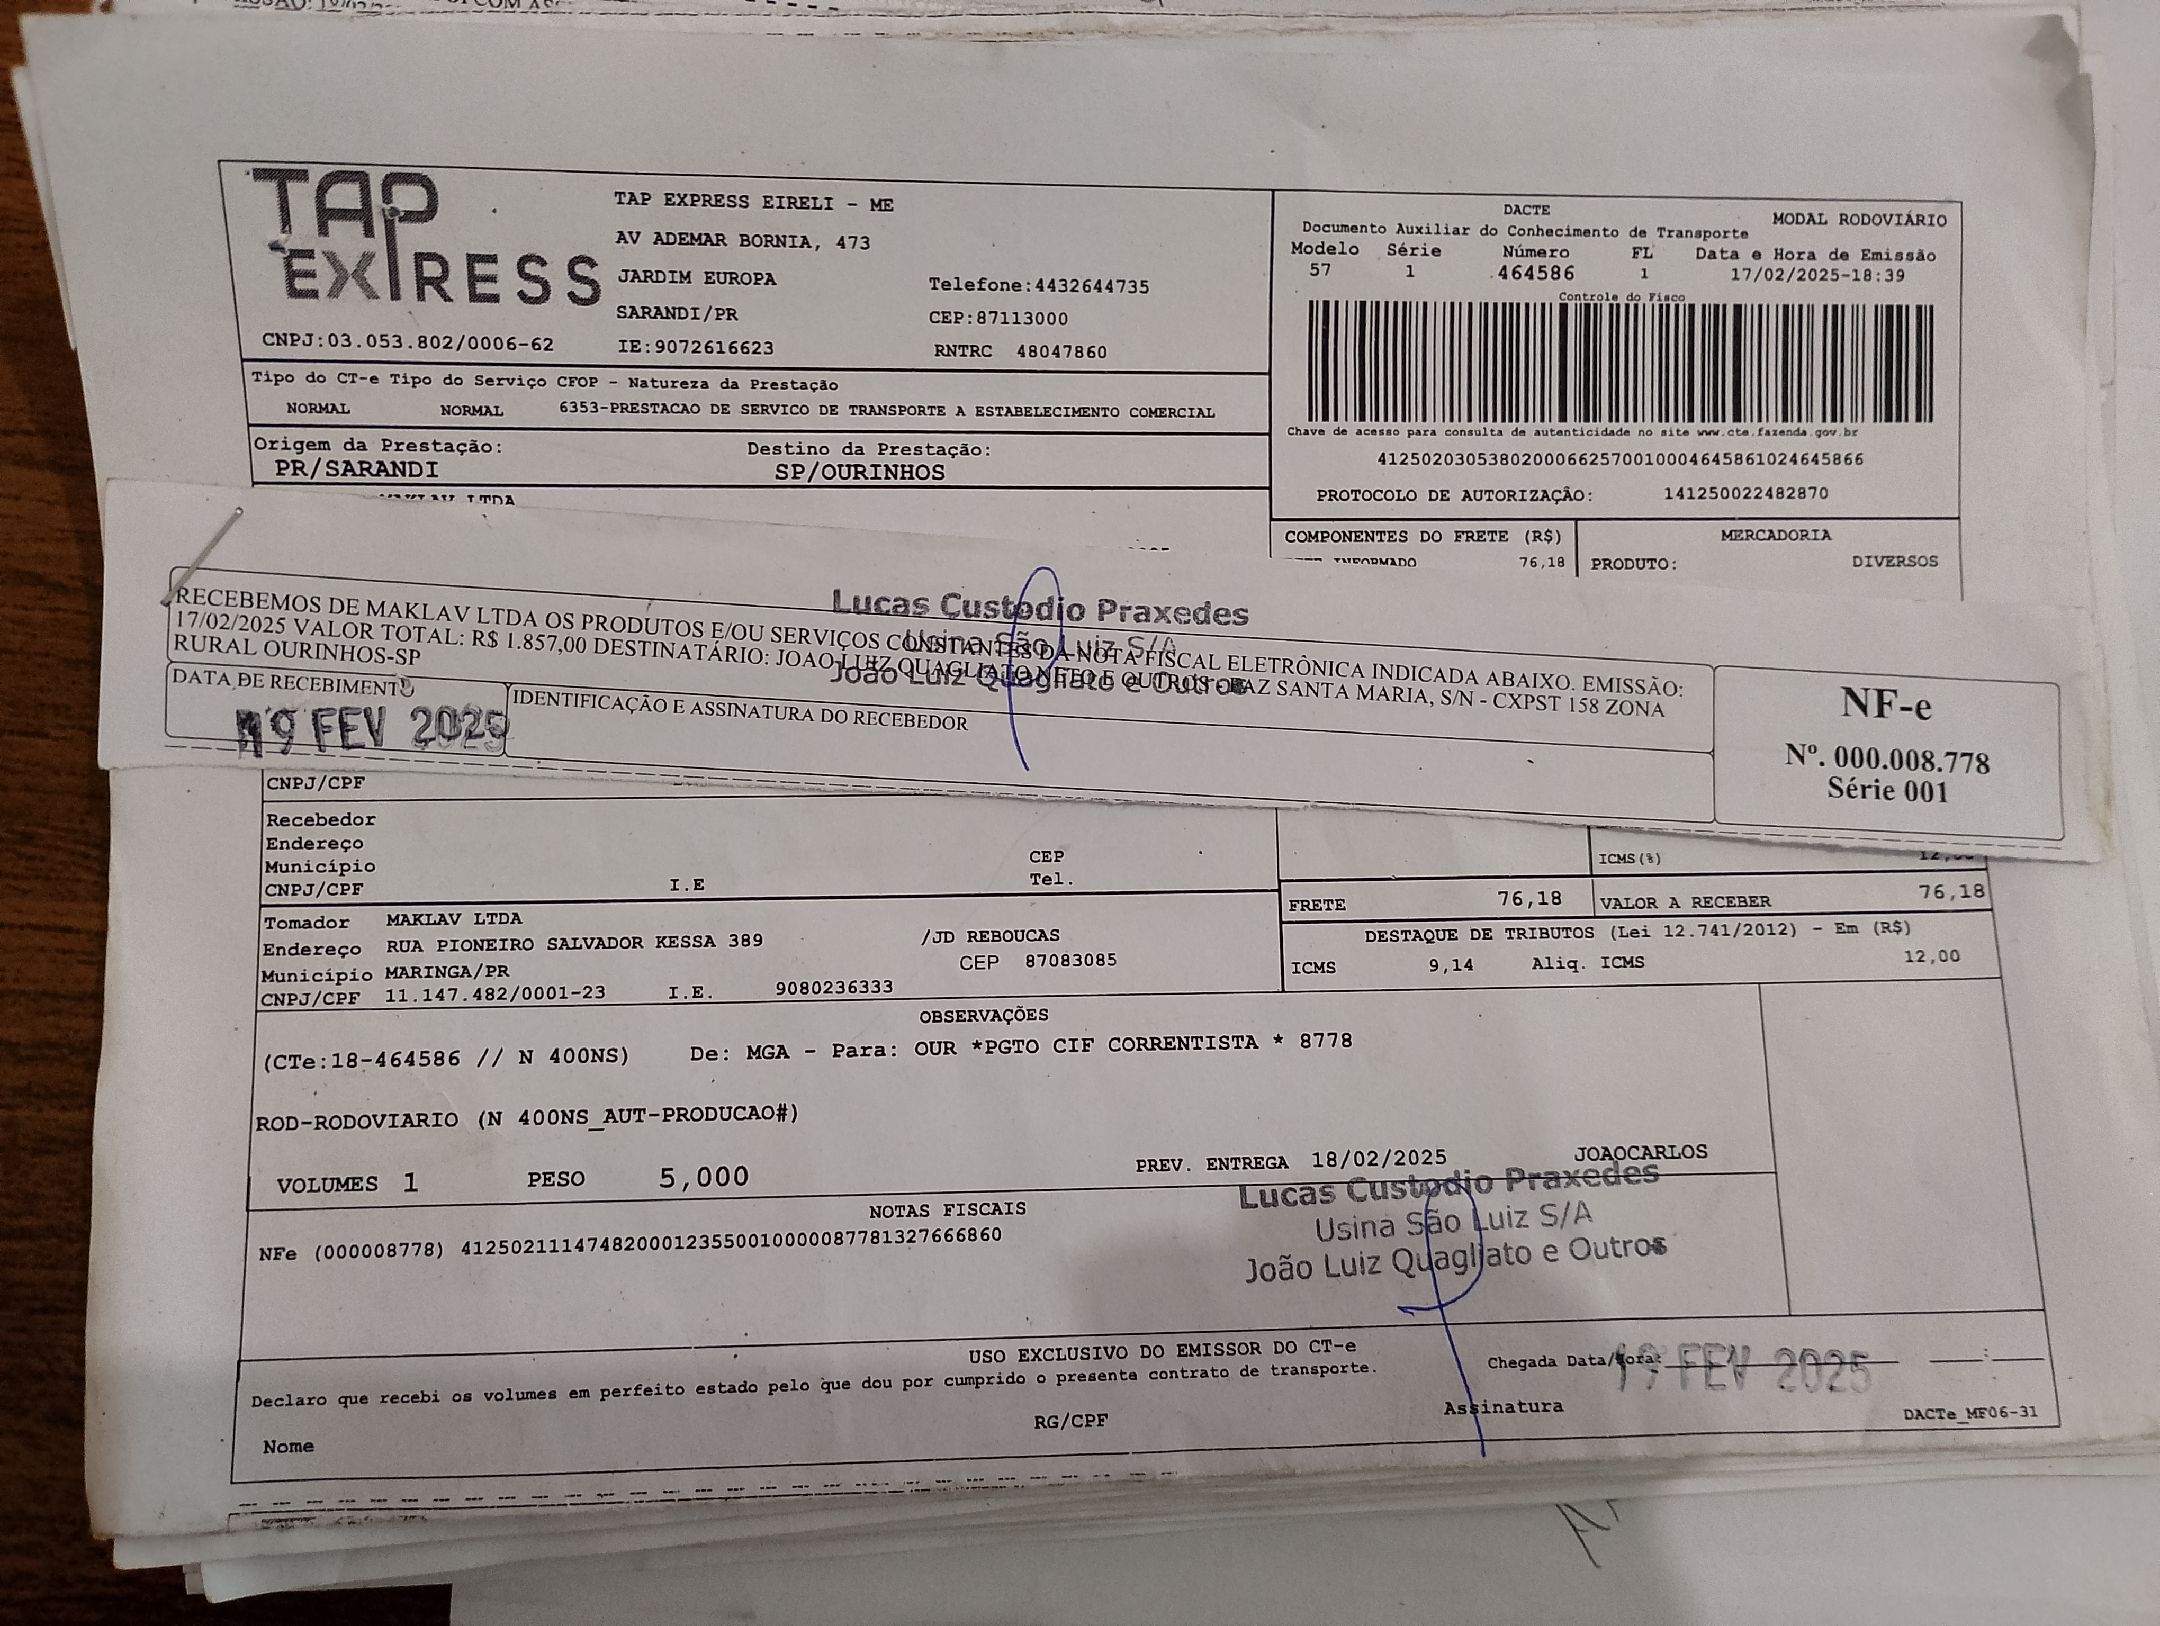 TAP
EXPRESS
CNPJ:03.053.802/0006-62
TAP EXPRESS EIRELI - ME
AV ADEMAR BORNIA, 473
JARDIM EUROPA
Telefone:4432644735
SARANDI/PR
CEP:87113000
IE:9072616623
RNTRC 48047860
DACTE
MODAL RODOVIÁRIO
Documento Auxiliar do Conhecimento de Transporte
Modelo Série Número FL Data e Hora de Emissão
57 1 464586 1 17/02/2025-18:39
Controle do Fisco
Chave de acesso para consulta de autenticidade no site www.cte.fazenda.gov.br
41250203053802000662570010004645861024645866
PROTOCOLO DE AUTORIZAÇÃO: 141250022482870
Tipo do CT-e Tipo do Serviço CFOP - Natureza da Prestação
NORMAL NORMAL 6353-PRESTACAO DE SERVICO DE TRANSPORTE A ESTABELECIMENTO COMERCIAL
Origem da Prestação: Destino da Prestação:
PR/SARANDI SP/OURINHOS
LTDA
COMPONENTES DO FRETE (R$) MERCADORIA
INFORMADO 76,18 PRODUTO: DIVERSOS
RECEBEMOS DE MAKLAV LTDA OS PRODUTOS E/OU SERVIÇOS CONSTANTES DA NOTA FISCAL ELETRÔNICA INDICADA ABAIXO. EMISSÃO:
17/02/2025 VALOR TOTAL: R$ 1.857,00 DESTINATÁRIO: JOAO LUIZ QUAGLIATO NETO E OUTROS - FAZ SANTA MARIA, S/N - CXPST 158 ZONA
RURAL OURINHOS-SP
Lucas Custodio Praxedes
Usina São Luiz S/A
João Luiz Quagliato e Outros
DATA DE RECEBIMENTO
IDENTIFICAÇÃO E ASSINATURA DO RECEBEDOR
19 FEV 2025
NF-e
Nº. 000.008.778
Série 001
CNPJ/CPF
Recebedor
Endereço
Município CEP
CNPJ/CPF I.E Tel.
ICMS(%) 12,00
FRETE 76,18 VALOR A RECEBER 76,18
Tomador MAKLAV LTDA
Endereço RUA PIONEIRO SALVADOR KESSA 389 /JD REBOUCAS
Município MARINGA/PR CEP 87083085
CNPJ/CPF 11.147.482/0001-23 I.E. 9080236333
DESTAQUE DE TRIBUTOS (Lei 12.741/2012) - Em (R$)
ICMS 9,14 Aliq. ICMS 12,00
OBSERVAÇÕES
(CTe:18-464586 // N 400NS) De: MGA - Para: OUR *PGTO CIF CORRENTISTA * 8778
ROD-RODOVIARIO (N 400NS_AUT-PRODUCAO#)
VOLUMES 1 PESO 5,000 PREV. ENTREGA 18/02/2025 JOAOCARLOS
NOTAS FISCAIS
NFe (000008778) 41250211147482000123550010000087781327666860
Lucas Custodio Praxedes
Usina São Luiz S/A
João Luiz Quagliato e Outros
USO EXCLUSIVO DO EMISSOR DO CT-e
Declaro que recebi os volumes em perfeito estado pelo que dou por cumprido o presente contrato de transporte.
Chegada Data/Hora: 19 FEV 2025
Nome RG/CPF Assinatura
DACTe_MF06-31